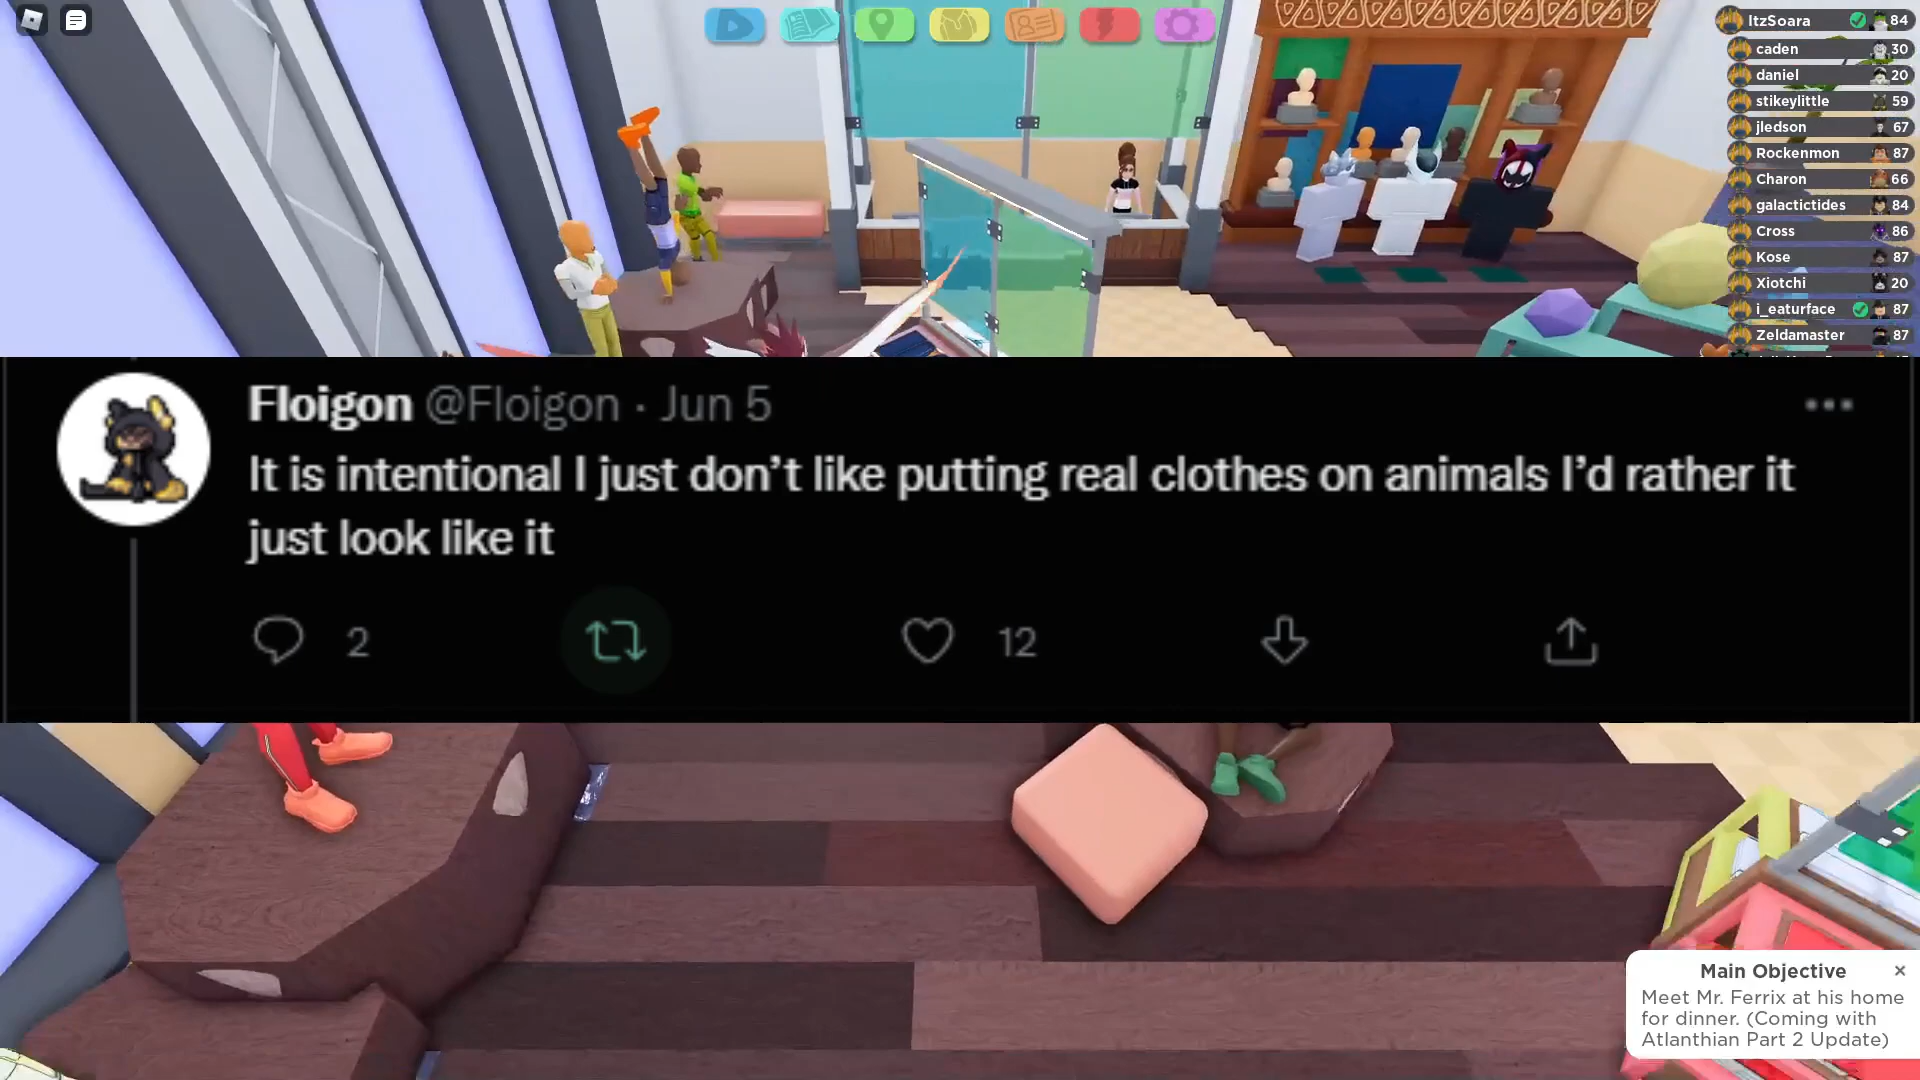 ItzSoara 84
caden 30
daniel 20
stikeylittle 59
jledson 67
Rockenmon 87
Charon 66
galactictides 84
Cross 86
Kose 87
Xiotchi 20
i_eaturface 87
Zeldamaster 87
Floigon @Floigon · Jun 5
It is intentional I just don’t like putting real clothes on animals I’d rather it
just look like it
2 12
Main Objective
Meet Mr. Ferrix at his home
for dinner. (Coming with
Atlanthian Part 2 Update)